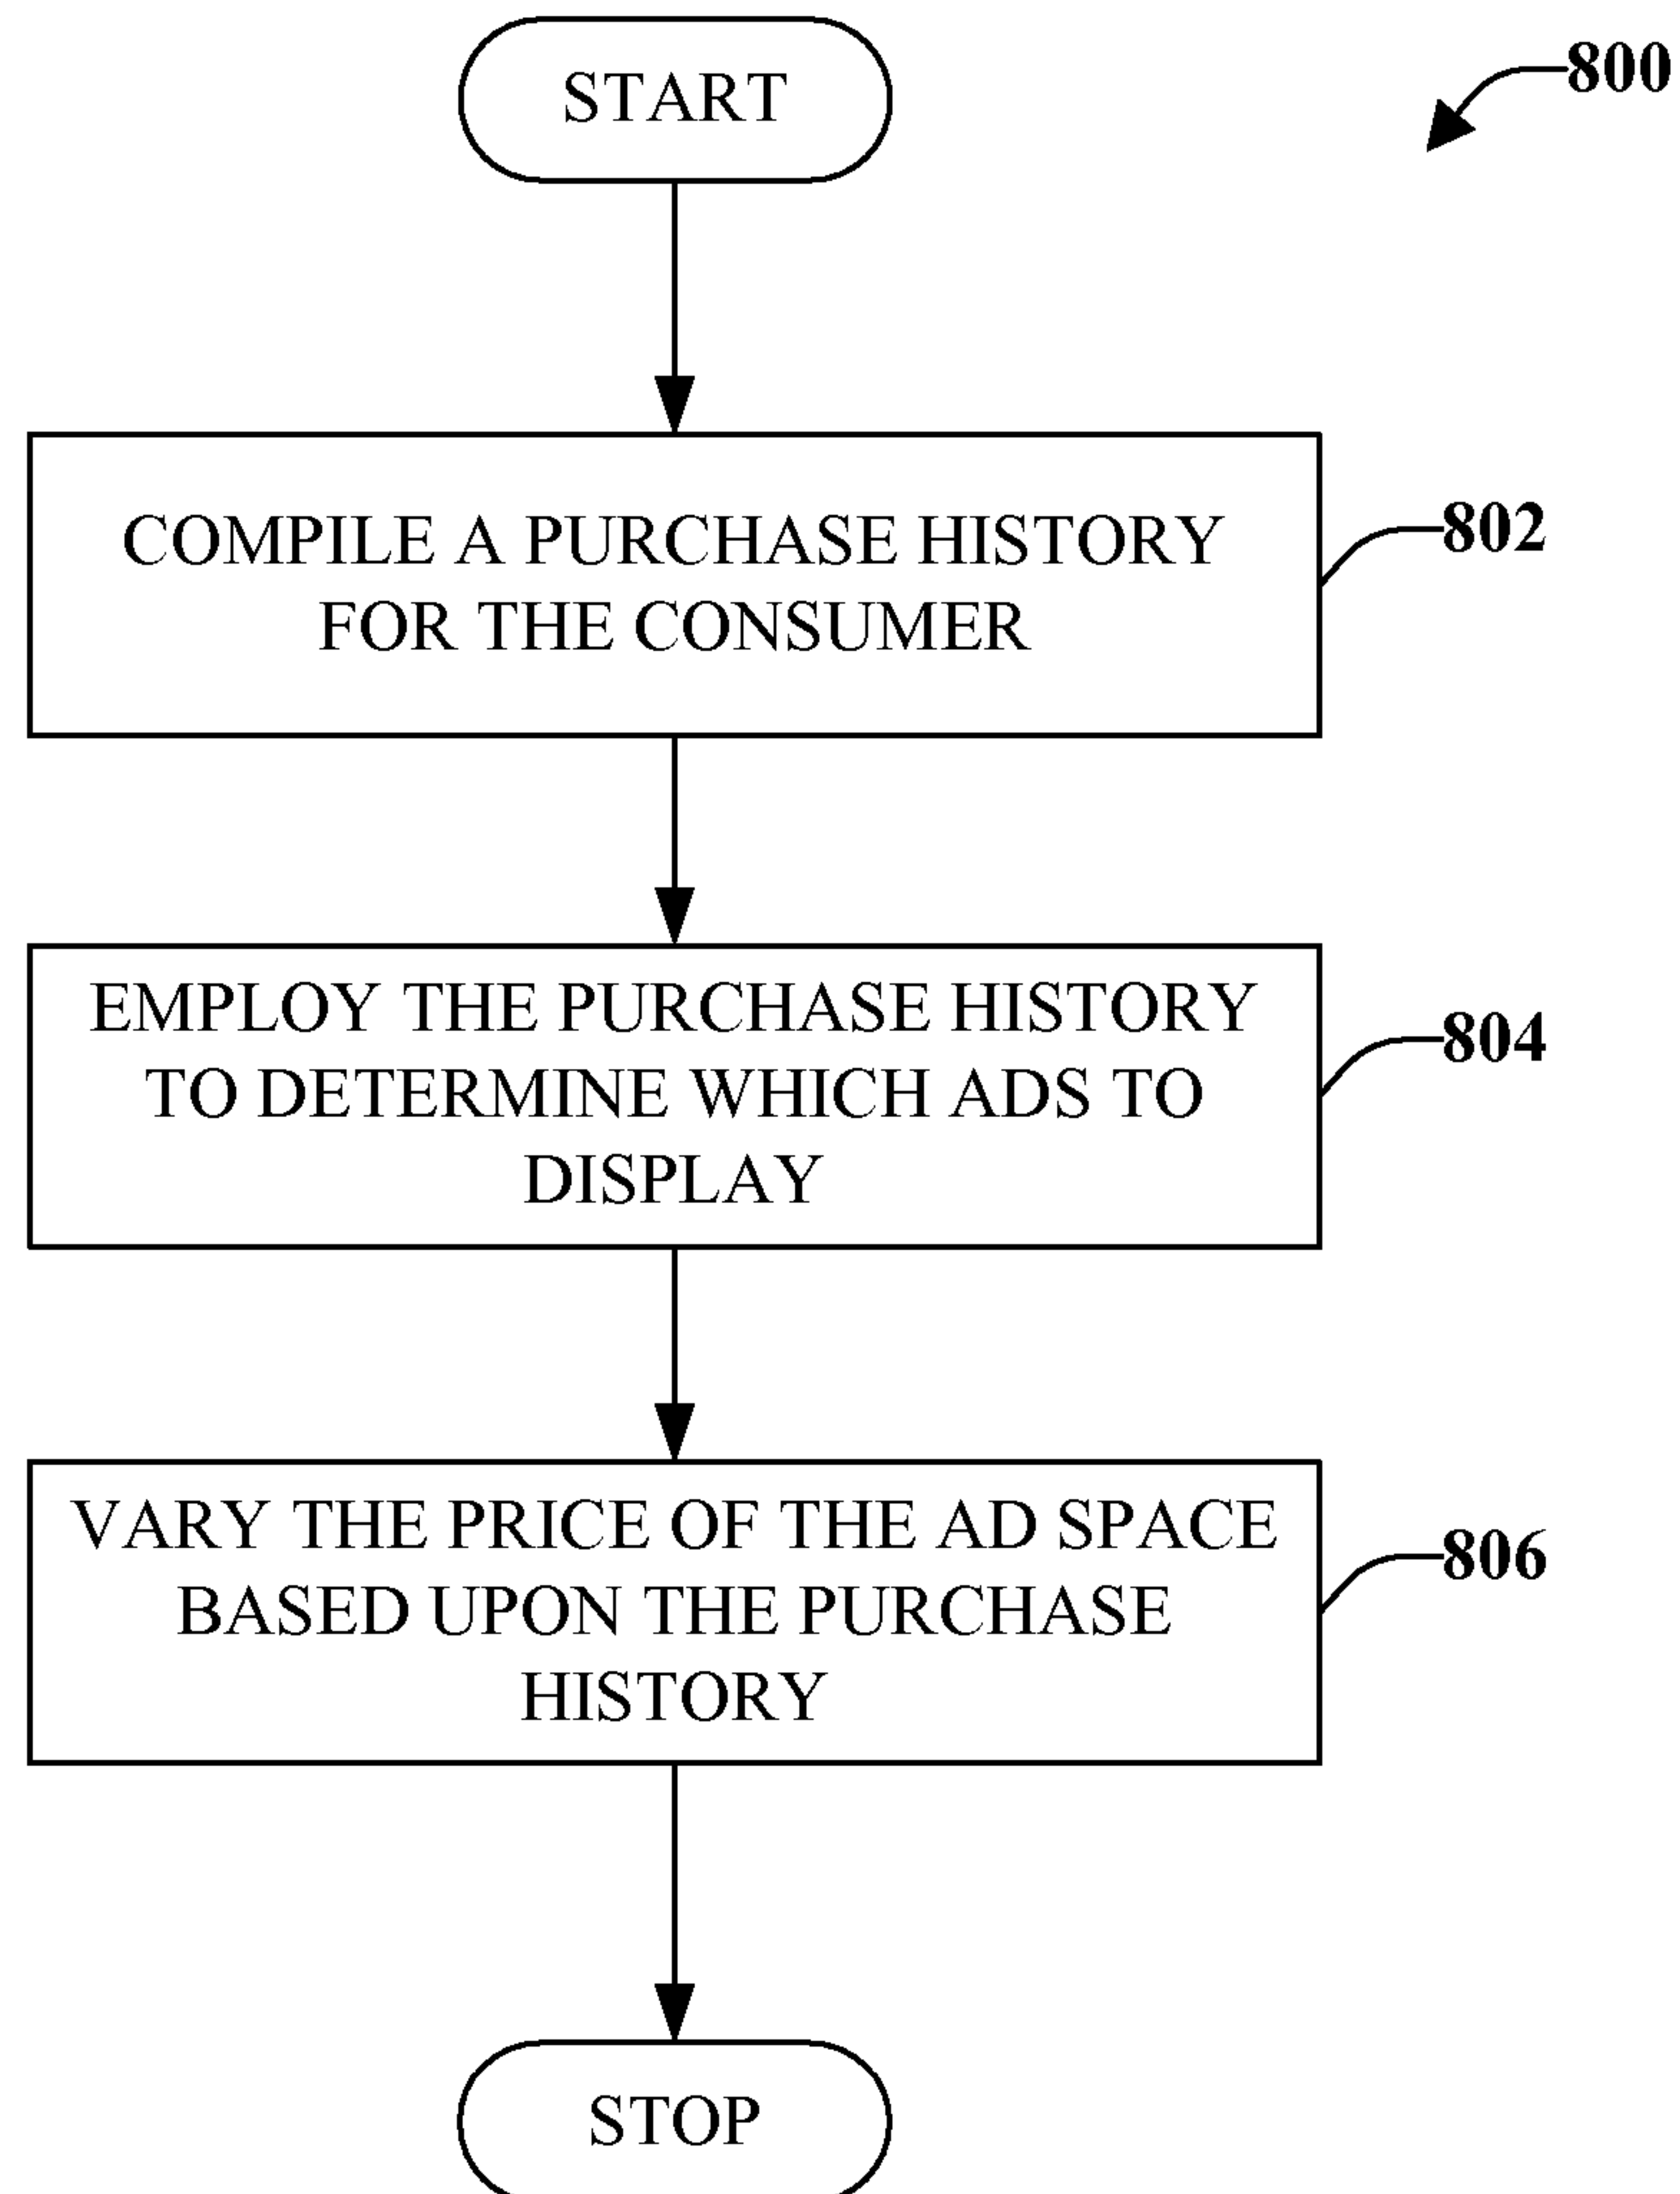 START
800
COMPILE A PURCHASE HISTORY
FOR THE CONSUMER
802
EMPLOY THE PURCHASE HISTORY
TO DETERMINE WHICH ADS TO
DISPLAY
804
VARY THE PRICE OF THE AD SPACE
BASED UPON THE PURCHASE
HISTORY
806
STOP